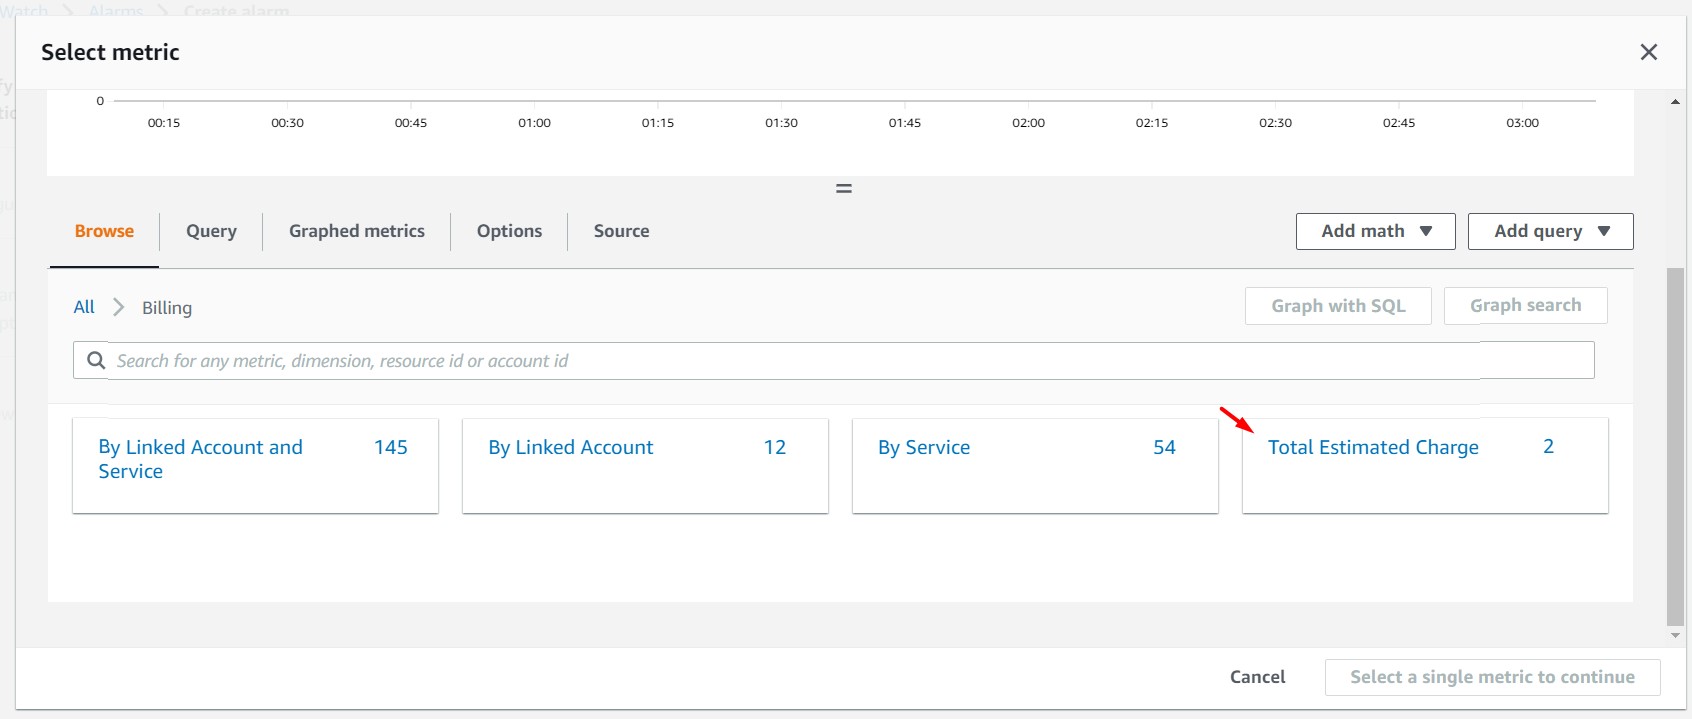 Watch > Alarms > Create alarm
Select metric
0
00:15 00:30 00:45 01:00 01:15 01:30 01:45 02:00 02:15 02:30 02:45 03:00
Browse Query Graphed metrics Options Source Add math Add query
All > Billing Graph with SQL Graph search
Search for any metric, dimension, resource id or account id
By Linked Account and Service 145
By Linked Account 12
By Service 54
Total Estimated Charge 2
Cancel Select a single metric to continue